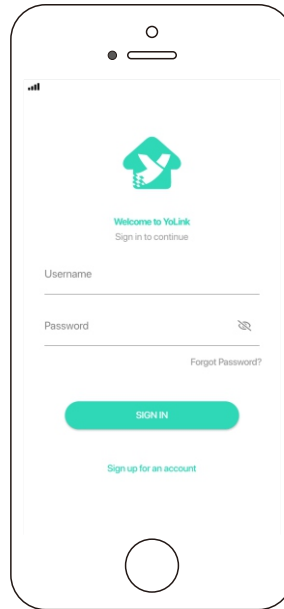 Welcome to YoLink
Sign in to continue
Username
Password
Forgot Password?
SIGN IN
Sign up for an account